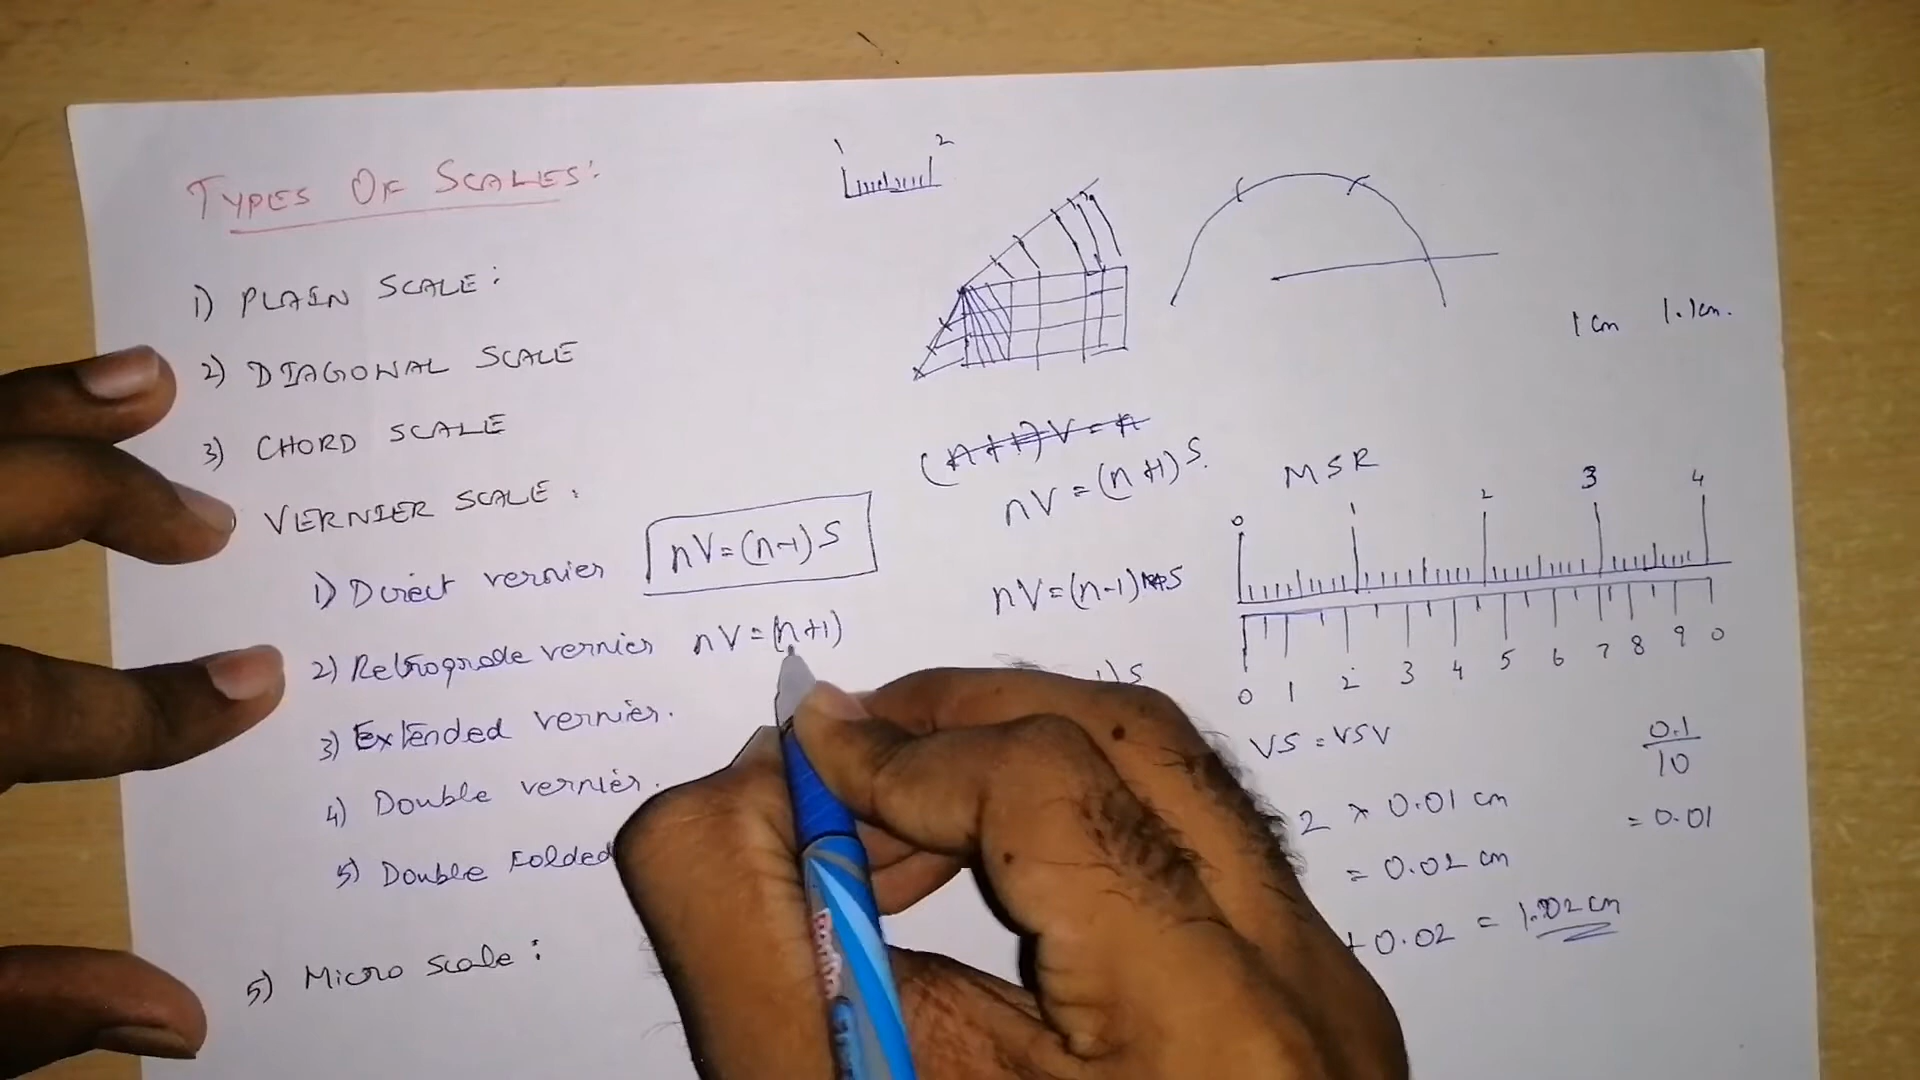 TYPES OF SCALES:
1) PLAIN SCALE:
2) DIAGONAL SCALE
3) CHORD SCALE
VERNIER SCALE:
1) Direct vernier nV=(n-1)S
2) Retrograde vernier nV=(n+1)
3) Extended vernier.
4) Double vernier.
5) Double Folded
5) Micro scale:
1 2
1 cm 1.1cm.
(n+1)V=n
nV=(n+1)S.
nV=(n-1)S
)S
MSR
0 1 2 3 4
0 1 2 3 4 5 6 7 8 9 0
VS = VSV
2 × 0.01 cm
= 0.02 cm
+0.02 = 1.02 cm
0.1
10
= 0.01